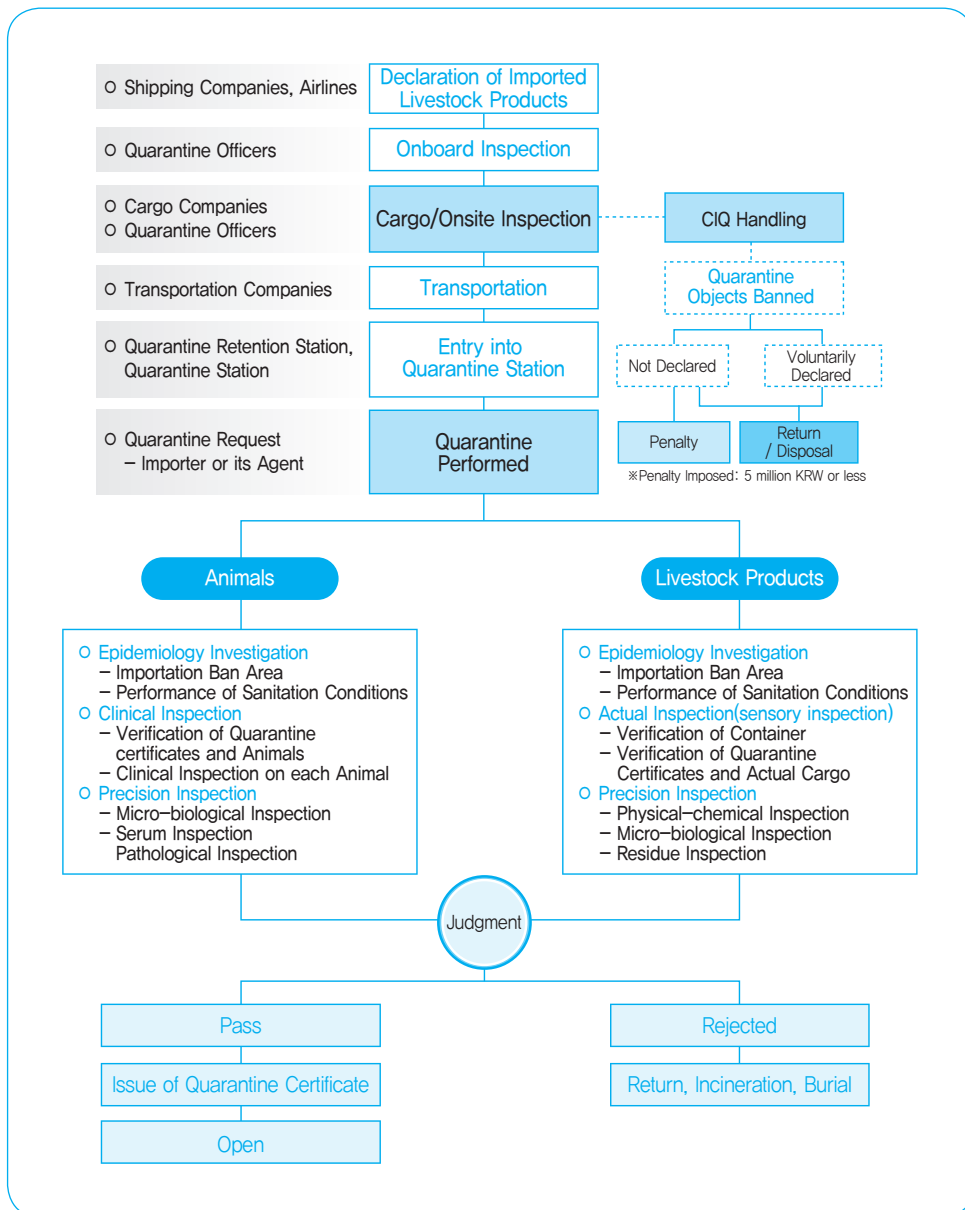 ○ Shipping Companies, Airlines
Declaration of Imported
Livestock Products
○ Quarantine Officers
Onboard Inspection
○ Cargo Companies
○ Quarantine Officers
Cargo/Onsite Inspection
CIQ Handling
○ Transportation Companies
Transportation
Quarantine
Objects Banned
○ Quarantine Retention Station,
Quarantine Station
Entry into
Quarantine Station
Not Declared
Voluntarily
Declared
○ Quarantine Request
– Importer or its Agent
Quarantine
Performed
Penalty
Return
/ Disposal
※Penalty Imposed: 5 million KRW or less
Animals
○ Epidemiology Investigation
– Importation Ban Area
– Performance of Sanitation Conditions
○ Clinical Inspection
– Verification of Quarantine
certificates and Animals
– Clinical Inspection on each Animal
○ Precision Inspection
– Micro-biological Inspection
– Serum Inspection
Pathological Inspection
Livestock Products
○ Epidemiology Investigation
– Importation Ban Area
– Performance of Sanitation Conditions
○ Actual Inspection(sensory inspection)
– Verification of Container
– Verification of Quarantine
Certificates and Actual Cargo
○ Precision Inspection
– Physical-chemical Inspection
– Micro-biological Inspection
– Residue Inspection
Judgment
Pass
Issue of Quarantine Certificate
Open
Rejected
Return, Incineration, Burial